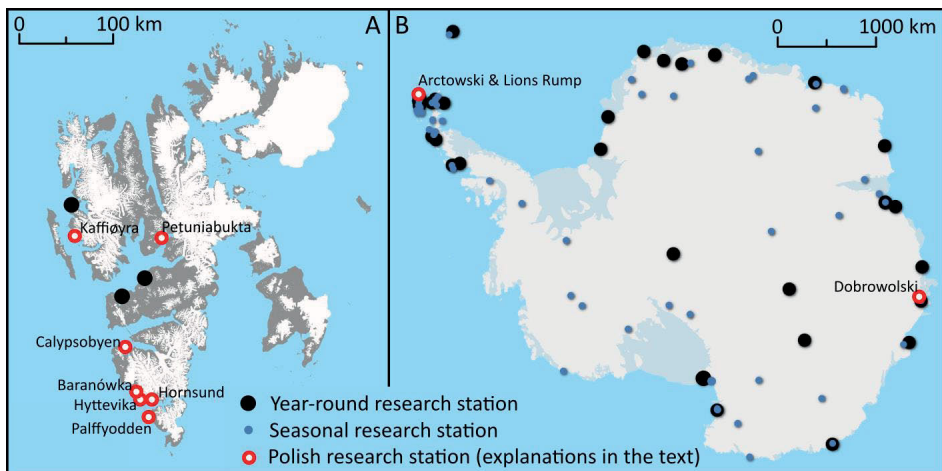 0 100 km A
Kaffiøyra
Petuniabukta
Calypsobyen
Baranówka
Hornsund
Hyttevika
Palffyodden
B 0 1000 km
Arctowski & Lions Rump
Dobrowolski
Year-round research station
Seasonal research station
Polish research station (explanations in the text)